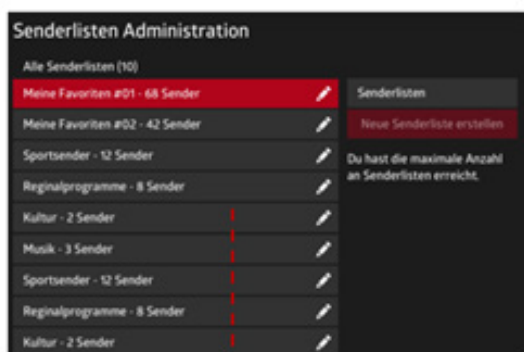 Senderlisten Administration
Alle Senderlisten (10)
Meine Favoriten #01 - 68 Sender
Meine Favoriten #02 - 42 Sender
Sportsender - 12 Sender
Reginalprogramme - 8 Sender
Kultur - 2 Sender
Musik - 3 Sender
Sportsender - 12 Sender
Reginalprogramme - 8 Sender
Kultur - 2 Sender
Senderlisten
Neue Senderliste erstellen
Du hast die maximale Anzahl
an Senderlisten erreicht.